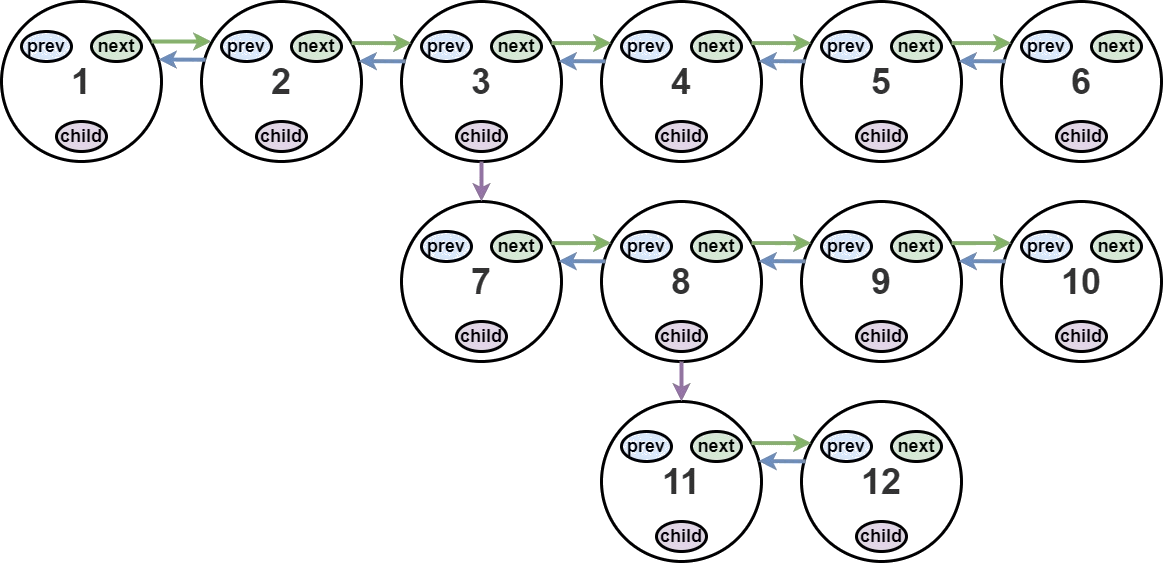 prev next prev next prev next prev next prev next prev next
1 2 3 4 5 6
child child child child child child
prev next prev next prev next prev next
7 8 9 10
child child child child
prev next prev next
11 12
child child